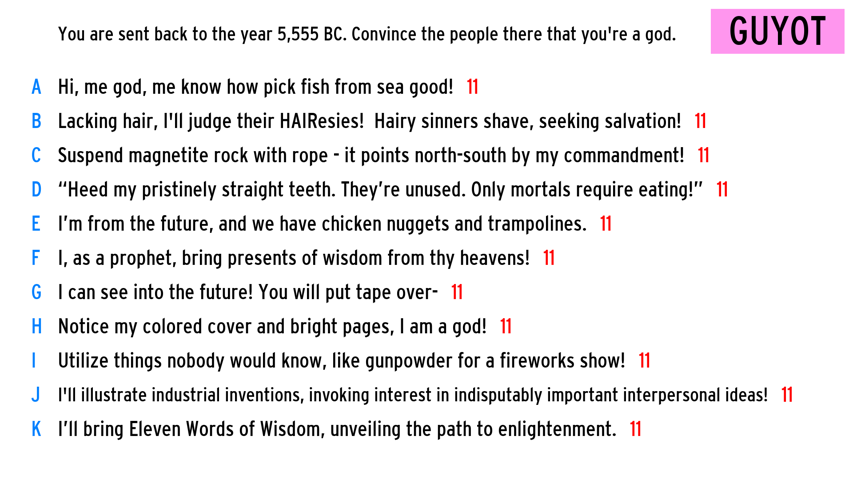 You are sent back to the year 5,555 BC. Convince the people there that you're a god.
GUYOT
A Hi, me god, me know how pick fish from sea good! 11
B Lacking hair, I'll judge their HAIResies! Hairy sinners shave, seeking salvation! 11
C Suspend magnetite rock with rope - it points north-south by my commandment! 11
D “Heed my pristinely straight teeth. They’re unused. Only mortals require eating!” 11
E I’m from the future, and we have chicken nuggets and trampolines. 11
F I, as a prophet, bring presents of wisdom from thy heavens! 11
G I can see into the future! You will put tape over- 11
H Notice my colored cover and bright pages, I am a god! 11
I Utilize things nobody would know, like gunpowder for a fireworks show! 11
J I'll illustrate industrial inventions, invoking interest in indisputably important interpersonal ideas! 11
K I’ll bring Eleven Words of Wisdom, unveiling the path to enlightenment. 11